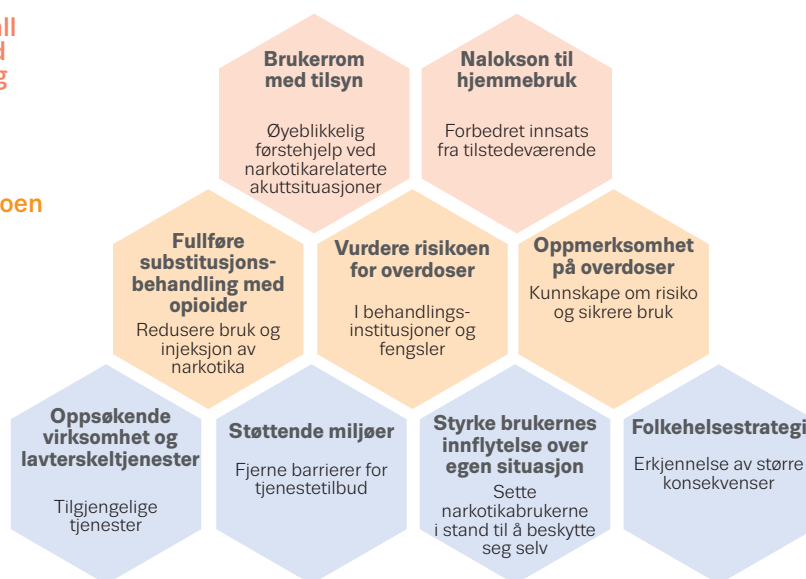 all
d
g
Brukerrom
med tilsyn
Øyeblikkelig
førstehjelp ved
narkotikarelaterte
akuttsituasjoner
Nalokson til
hjemmebruk
Forbedret innsats
fra tilstedeværende
oen
Fullføre
substitusjons-
behandling med
opioider
Redusere bruk og
injeksjon av
narkotika
Vurdere risikoen
for overdoser
I behandlings-
institusjoner og
fengsler
Oppmerksomhet
på overdoser
Kunnskape om risiko
og sikrere bruk
Oppsøkende
virksomhet og
lavterskeltjenester
Tilgjengelige
tjenester
Støttende miljøer
Fjerne barrierer for
tjenestetilbud
Styrke brukernes
innflytelse over
egen situasjon
Sette
narkotikabrukerne
i stand til å beskytte
seg selv
Folkehelsestrategi
Erkjennelse av større
konsekvenser